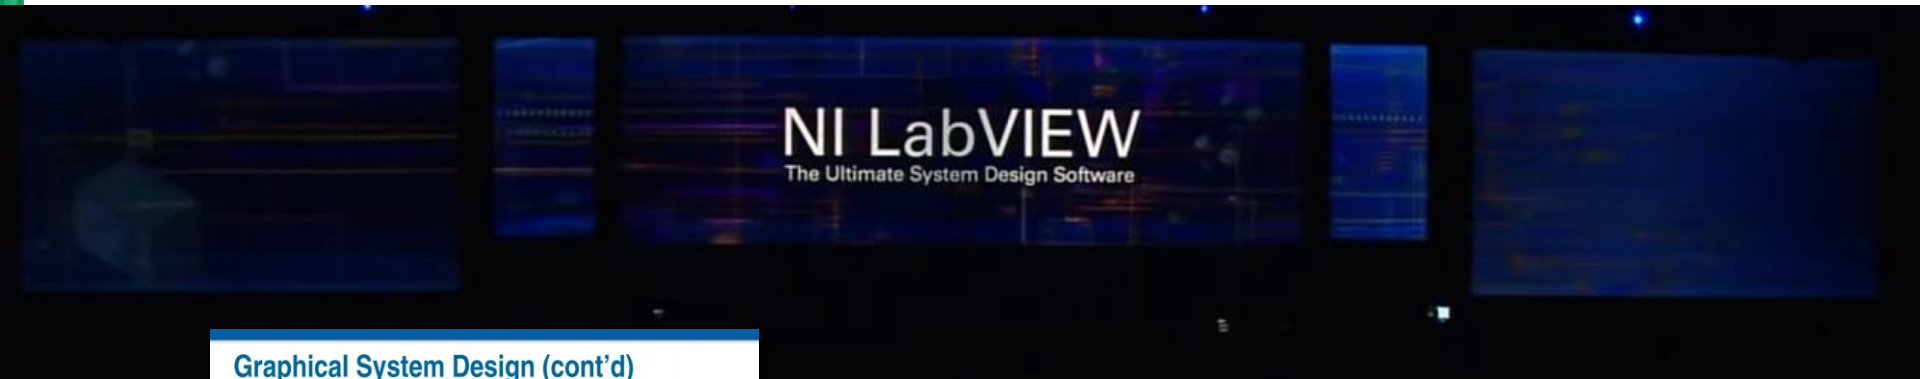 NI LabVIEW
The Ultimate System Design Software
Graphical System Design (cont'd)